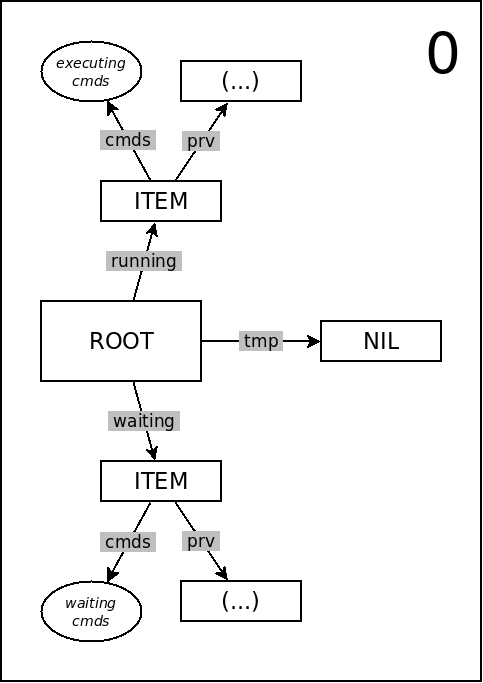 0
executing
cmds
(...)
cmds
prv
ITEM
running
ROOT
tmp
NIL
waiting
ITEM
cmds
prv
waiting
cmds
(...)